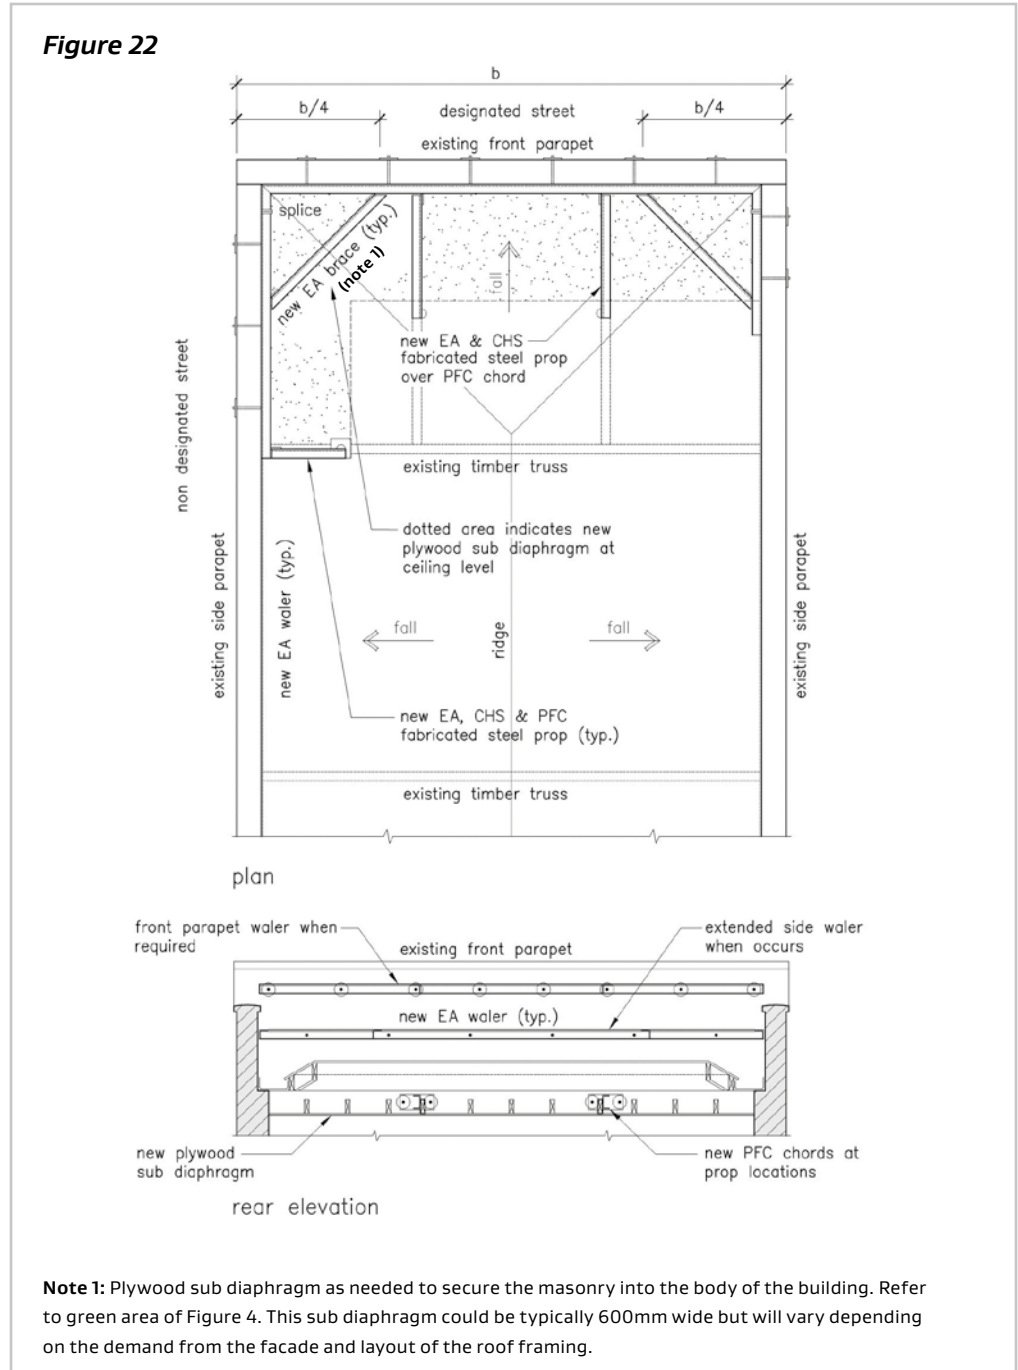 Figure 22
b
b/4
designated street
b/4
existing front parapet
splice
new EA brace (typ.)
(note 1)
fall
new EA & CHS
fabricated steel prop
over PFC chord
non designated street
existing timber truss
dotted area indicates new
plywood sub diaphragm at
ceiling level
existing side parapet
new EA waler (typ.)
fall
ridge
fall
existing side parapet
new EA, CHS & PFC
fabricated steel prop (typ.)
existing timber truss
plan
front parapet waler when
required
existing front parapet
extended side waler
when occurs
new EA waler (typ.)
new plywood
sub diaphragm
new PFC chords at
prop locations
rear elevation
Note 1: Plywood sub diaphragm as needed to secure the masonry into the body of the building. Refer
to green area of Figure 4. This sub diaphragm could be typically 600mm wide but will vary depending
on the demand from the facade and layout of the roof framing.